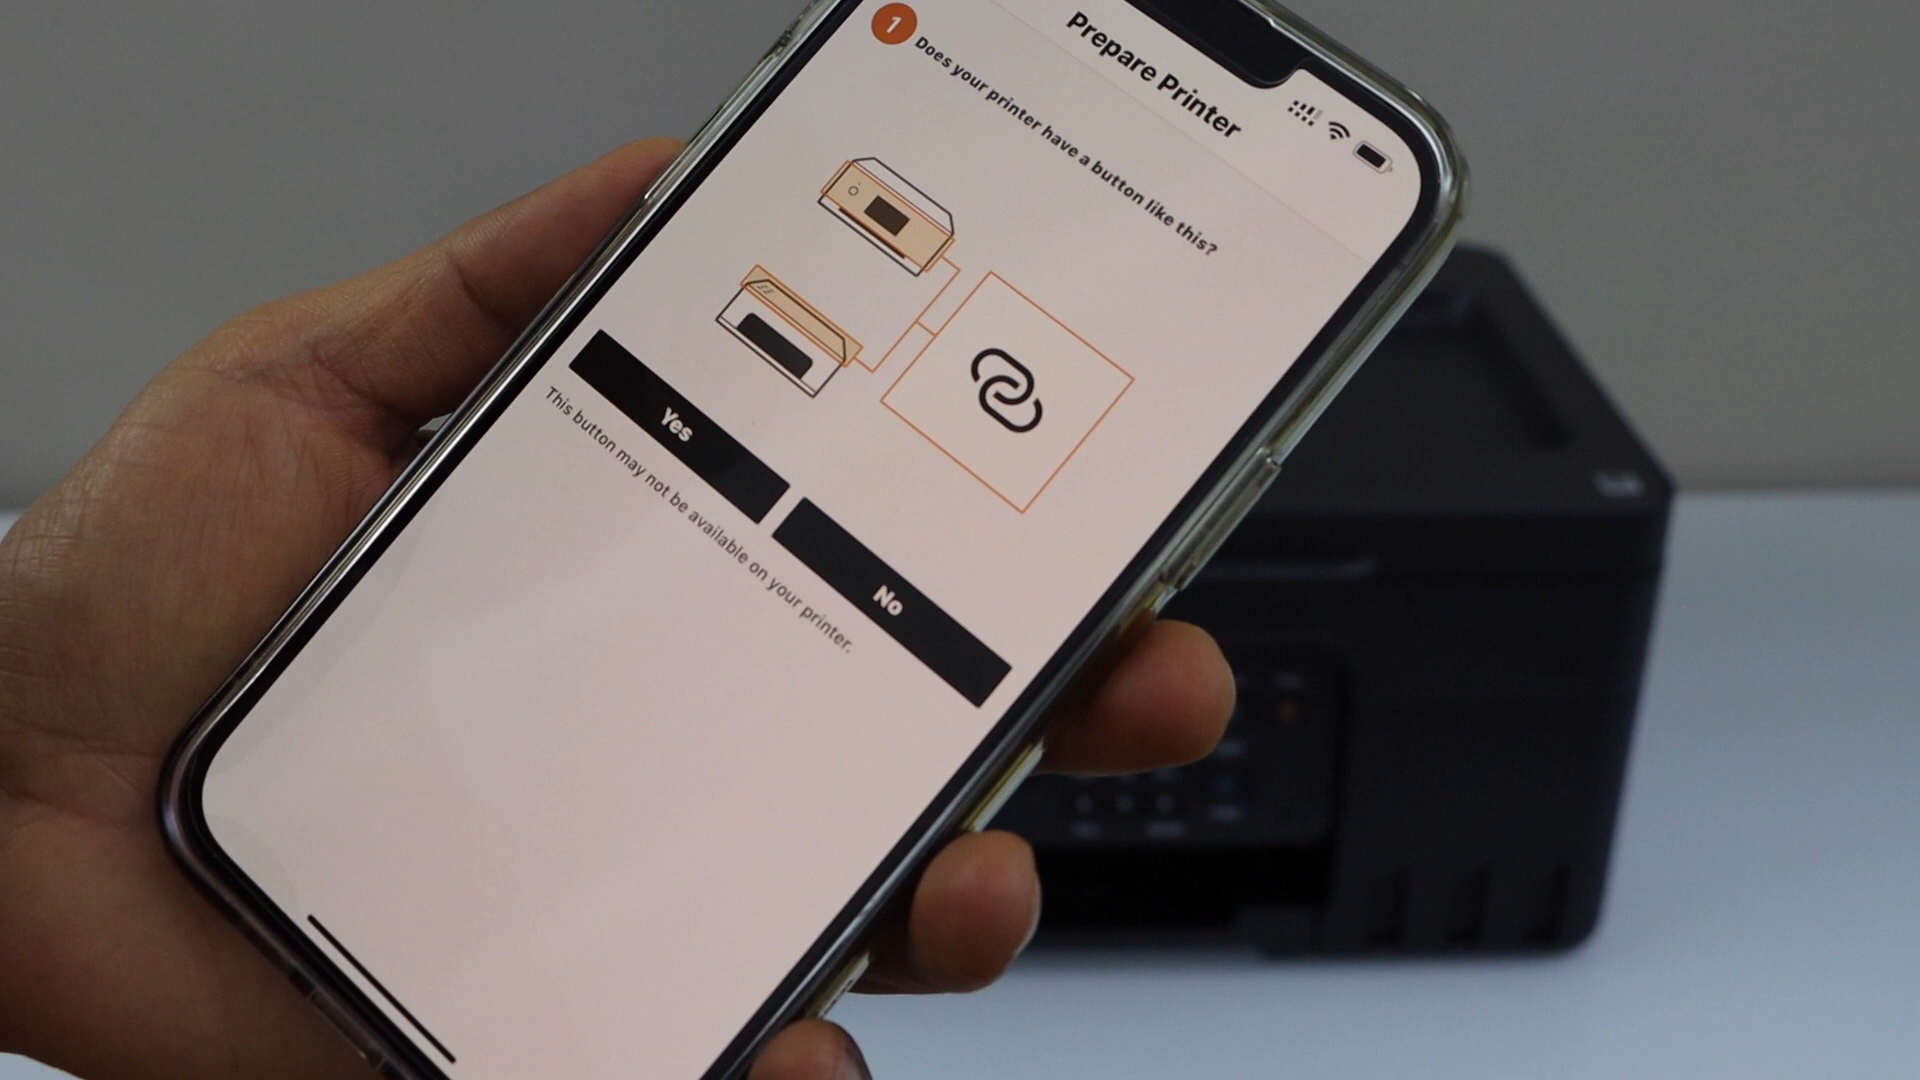 Prepare Printer
1 Does your printer have a button like this?
Yes
No
This button may not be available on your printer.